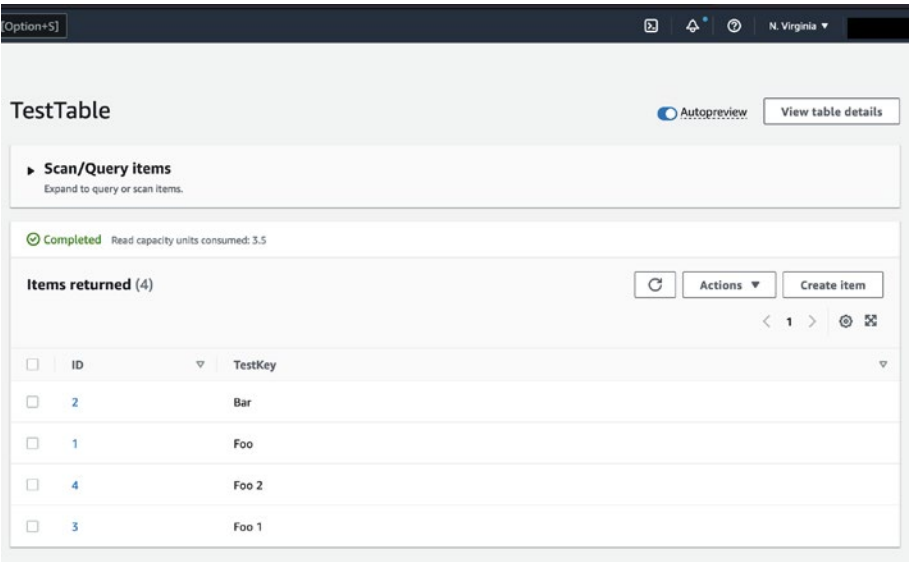 [Option+S]
N. Virginia ▼
TestTable
Autopreview
View table details
Scan/Query items
Expand to query or scan items.
Completed Read capacity units consumed: 3.5
Items returned (4)
Actions ▼
Create item
1
ID TestKey
2 Bar
1 Foo
4 Foo 2
3 Foo 1